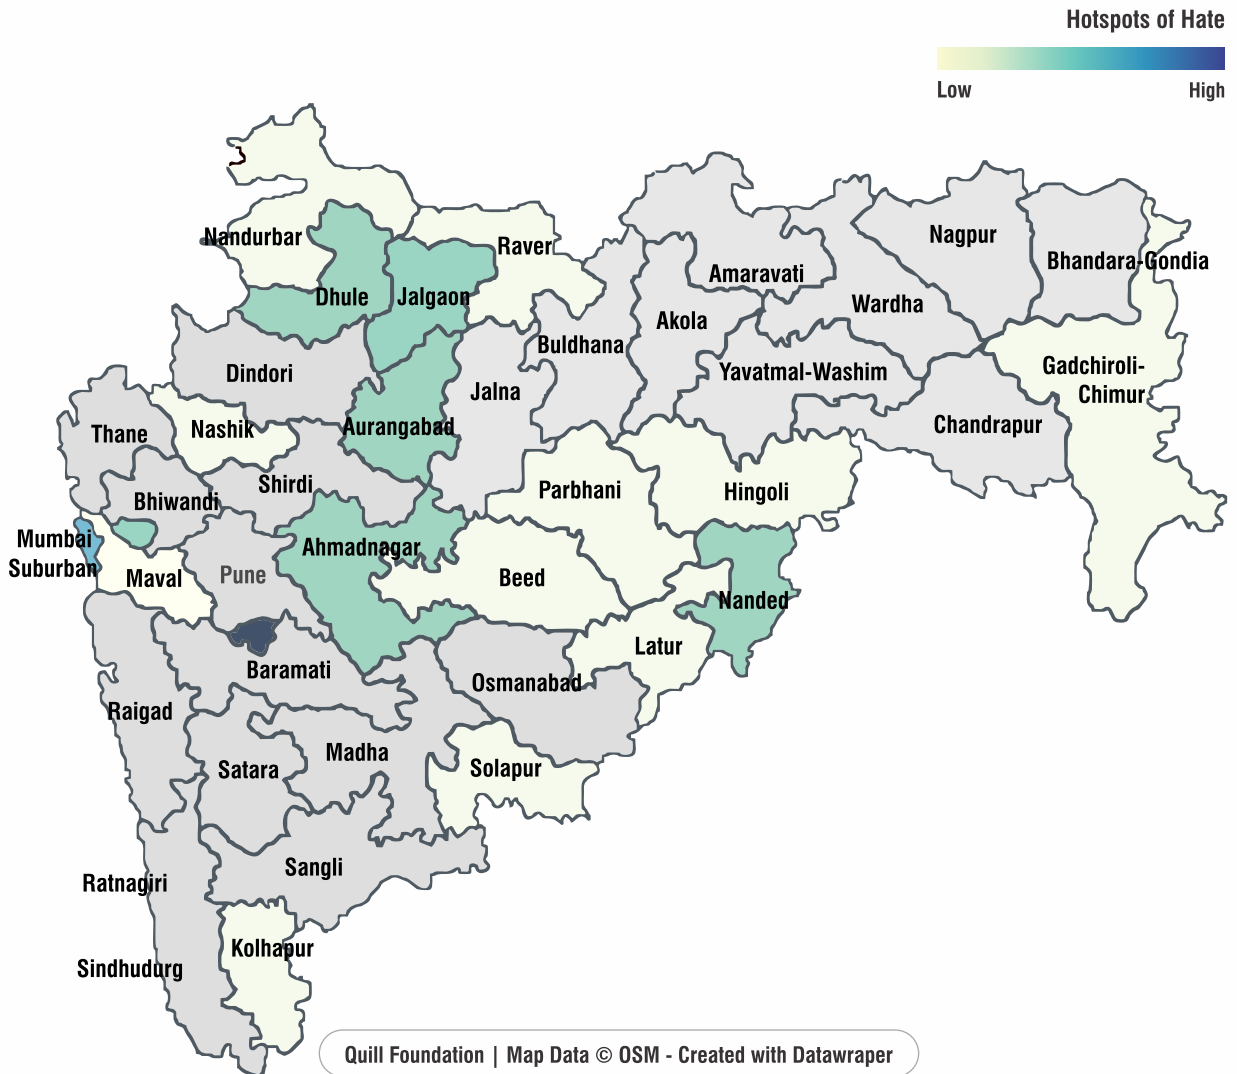 Hotspots of Hate
Low
High
Nandurbar
Raver
Nagpur
Bhandara-Gondia
Amaravati
Dhule
Jalgaon
Wardha
Akola
Buldhana
Dindori
Yavatmal-Washim
Gadchiroli-
Chimur
Jalna
Thane
Nashik
Aurangabad
Chandrapur
Shirdi
Bhiwandi
Parbhani
Hingoli
Mumbai
Suburban
Ahmadnagar
Maval
Pune
Beed
Nanded
Latur
Baramati
Osmanabad
Raigad
Satara
Madha
Solapur
Sangli
Ratnagiri
Kolhapur
Sindhudurg
Quill Foundation | Map Data © OSM - Created with Datawraper